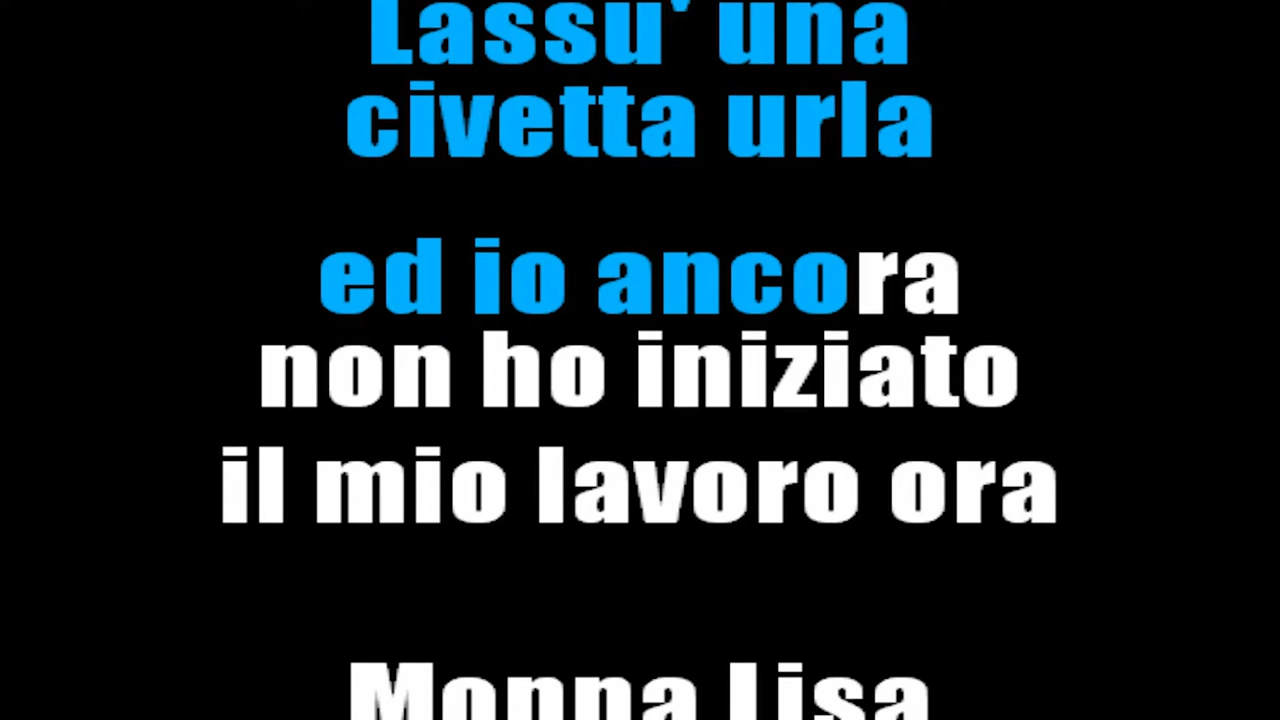 Lassu' una
civetta urla
ed io ancora
non ho iniziato
il mio lavoro ora
Monna Lisa